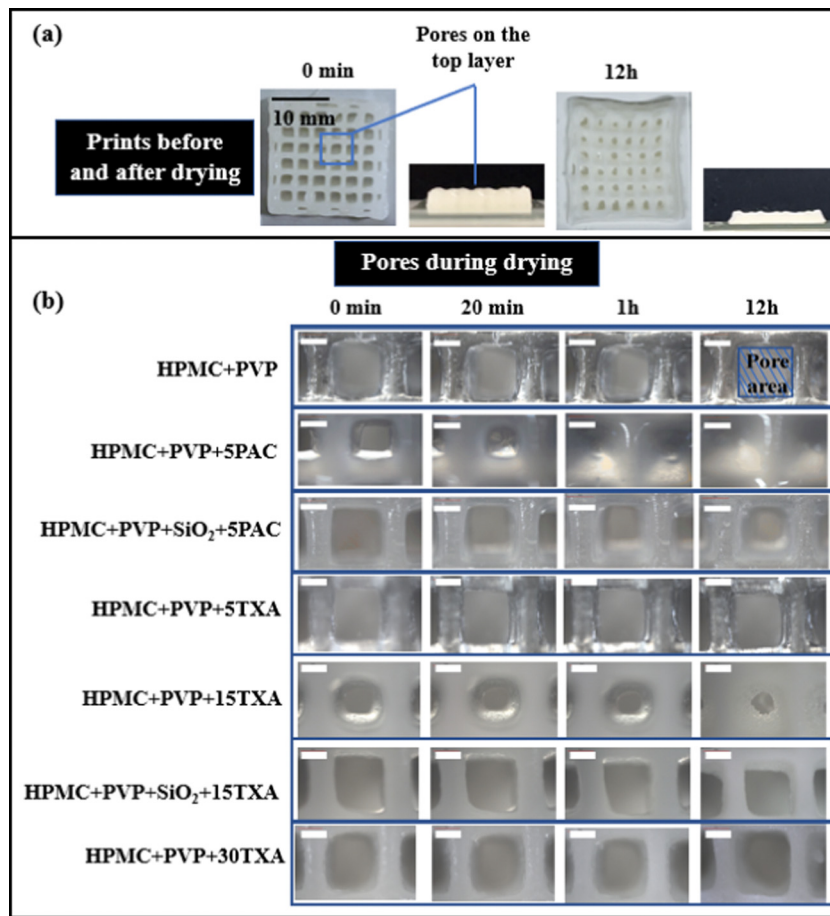 (a)
Pores on the
top layer
0 min
12h
10 mm
Prints before
and after drying
Pores during drying
(b)
0 min
20 min
1h
12h
HPMC+PVP
Pore
area
HPMC+PVP+5PAC
HPMC+PVP+SiO₂+5PAC
HPMC+PVP+5TXA
HPMC+PVP+15TXA
HPMC+PVP+SiO₂+15TXA
HPMC+PVP+30TXA